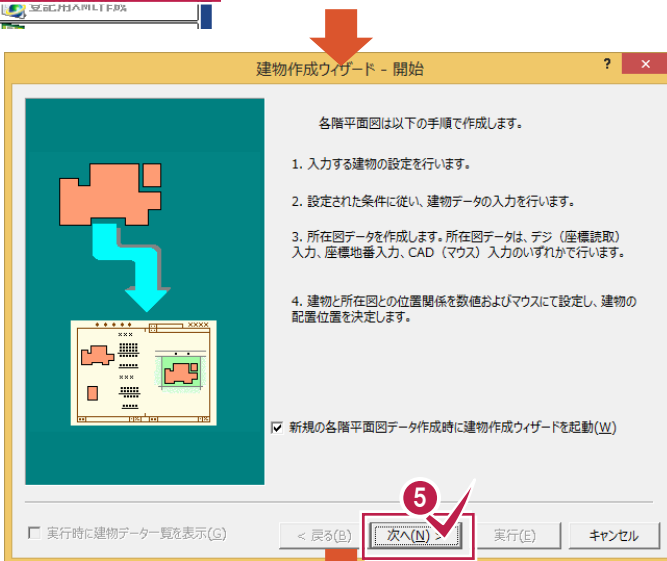 登記用XML作成
建物作成ウィザード - 開始
? ×
各階平面図は以下の手順で作成します。
1. 入力する建物の設定を行います。
2. 設定された条件に従い、建物データの入力を行います。
3. 所在図データを作成します。所在図データは、デジ（座標読取）
入力、座標地番入力、CAD（マウス）入力のいずれかで行います。
4. 建物と所在図との位置関係を数値およびマウスにて設定し、建物の
配置位置を決定します。
XXXX
×××
×××
新規の各階平面図データ作成時に建物作成ウィザードを起動(W)
5
実行時に建物データ一覧を表示(G)
< 戻る(B)
次へ(N) >
実行(E)
キャンセル